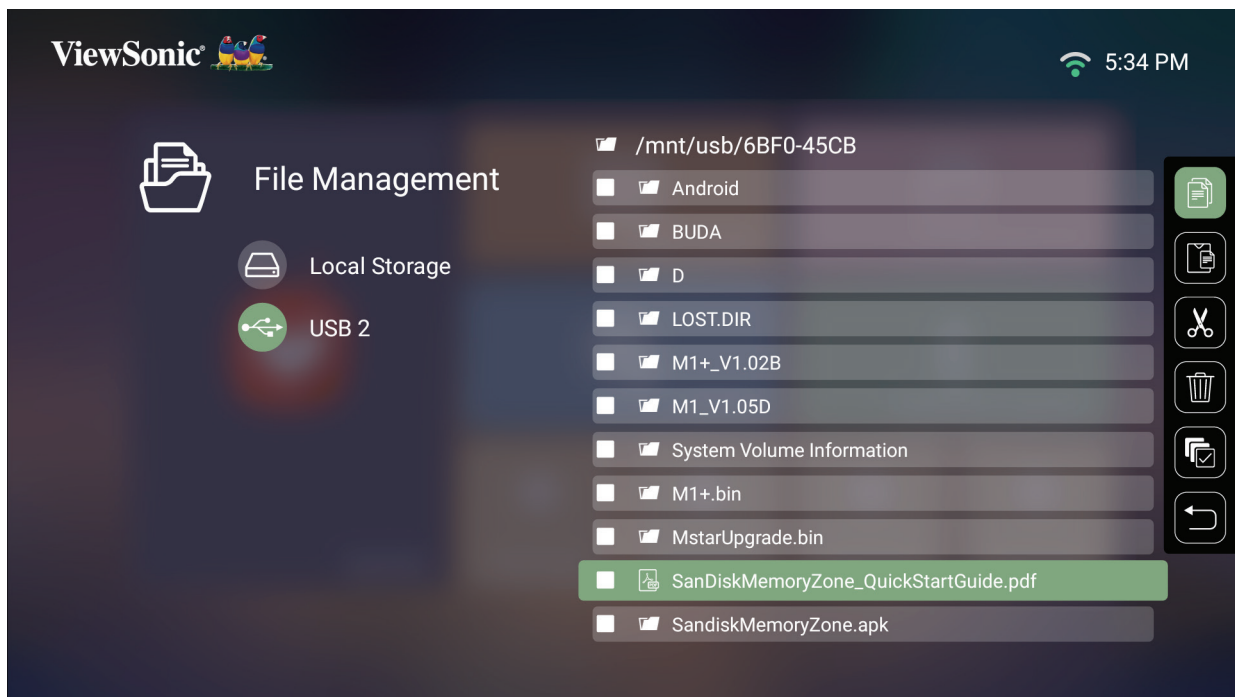 ViewSonic®
5:34 PM
File Management
Local Storage
USB 2
/mnt/usb/6BF0-45CB
Android
BUDA
D
LOST.DIR
M1+_V1.02B
M1_V1.05D
System Volume Information
M1+.bin
MstarUpgrade.bin
SanDiskMemoryZone_QuickStartGuide.pdf
SandiskMemoryZone.apk